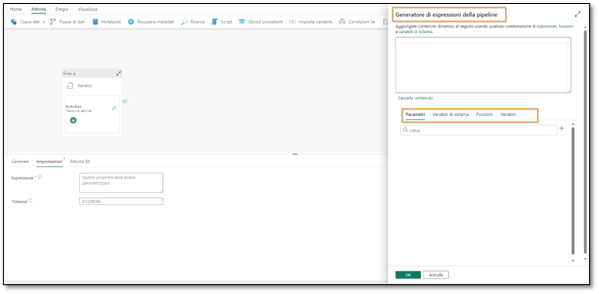 Home Attività Esegui Visualizza
Copia dati Flusso di dati Notebook Recupera metadati Ricerca Script Stored procedure Imposta variabile Condizioni Se
Fino a
Iterator
Activities
Nessuna attività
Generale Impostazioni Attività (0)
Espressione *
Questa proprietà deve essere
parametrizzata
Timeout
0.12:00:00
Generatore di espressioni della pipeline
Aggiungere contenuto dinamico di seguito usando qualsiasi combinazione di espressioni, funzioni
e variabili di sistema.
Cancella contenuto
Parametri Variabili di sistema Funzioni Variabili
Cerca
OK Annulla